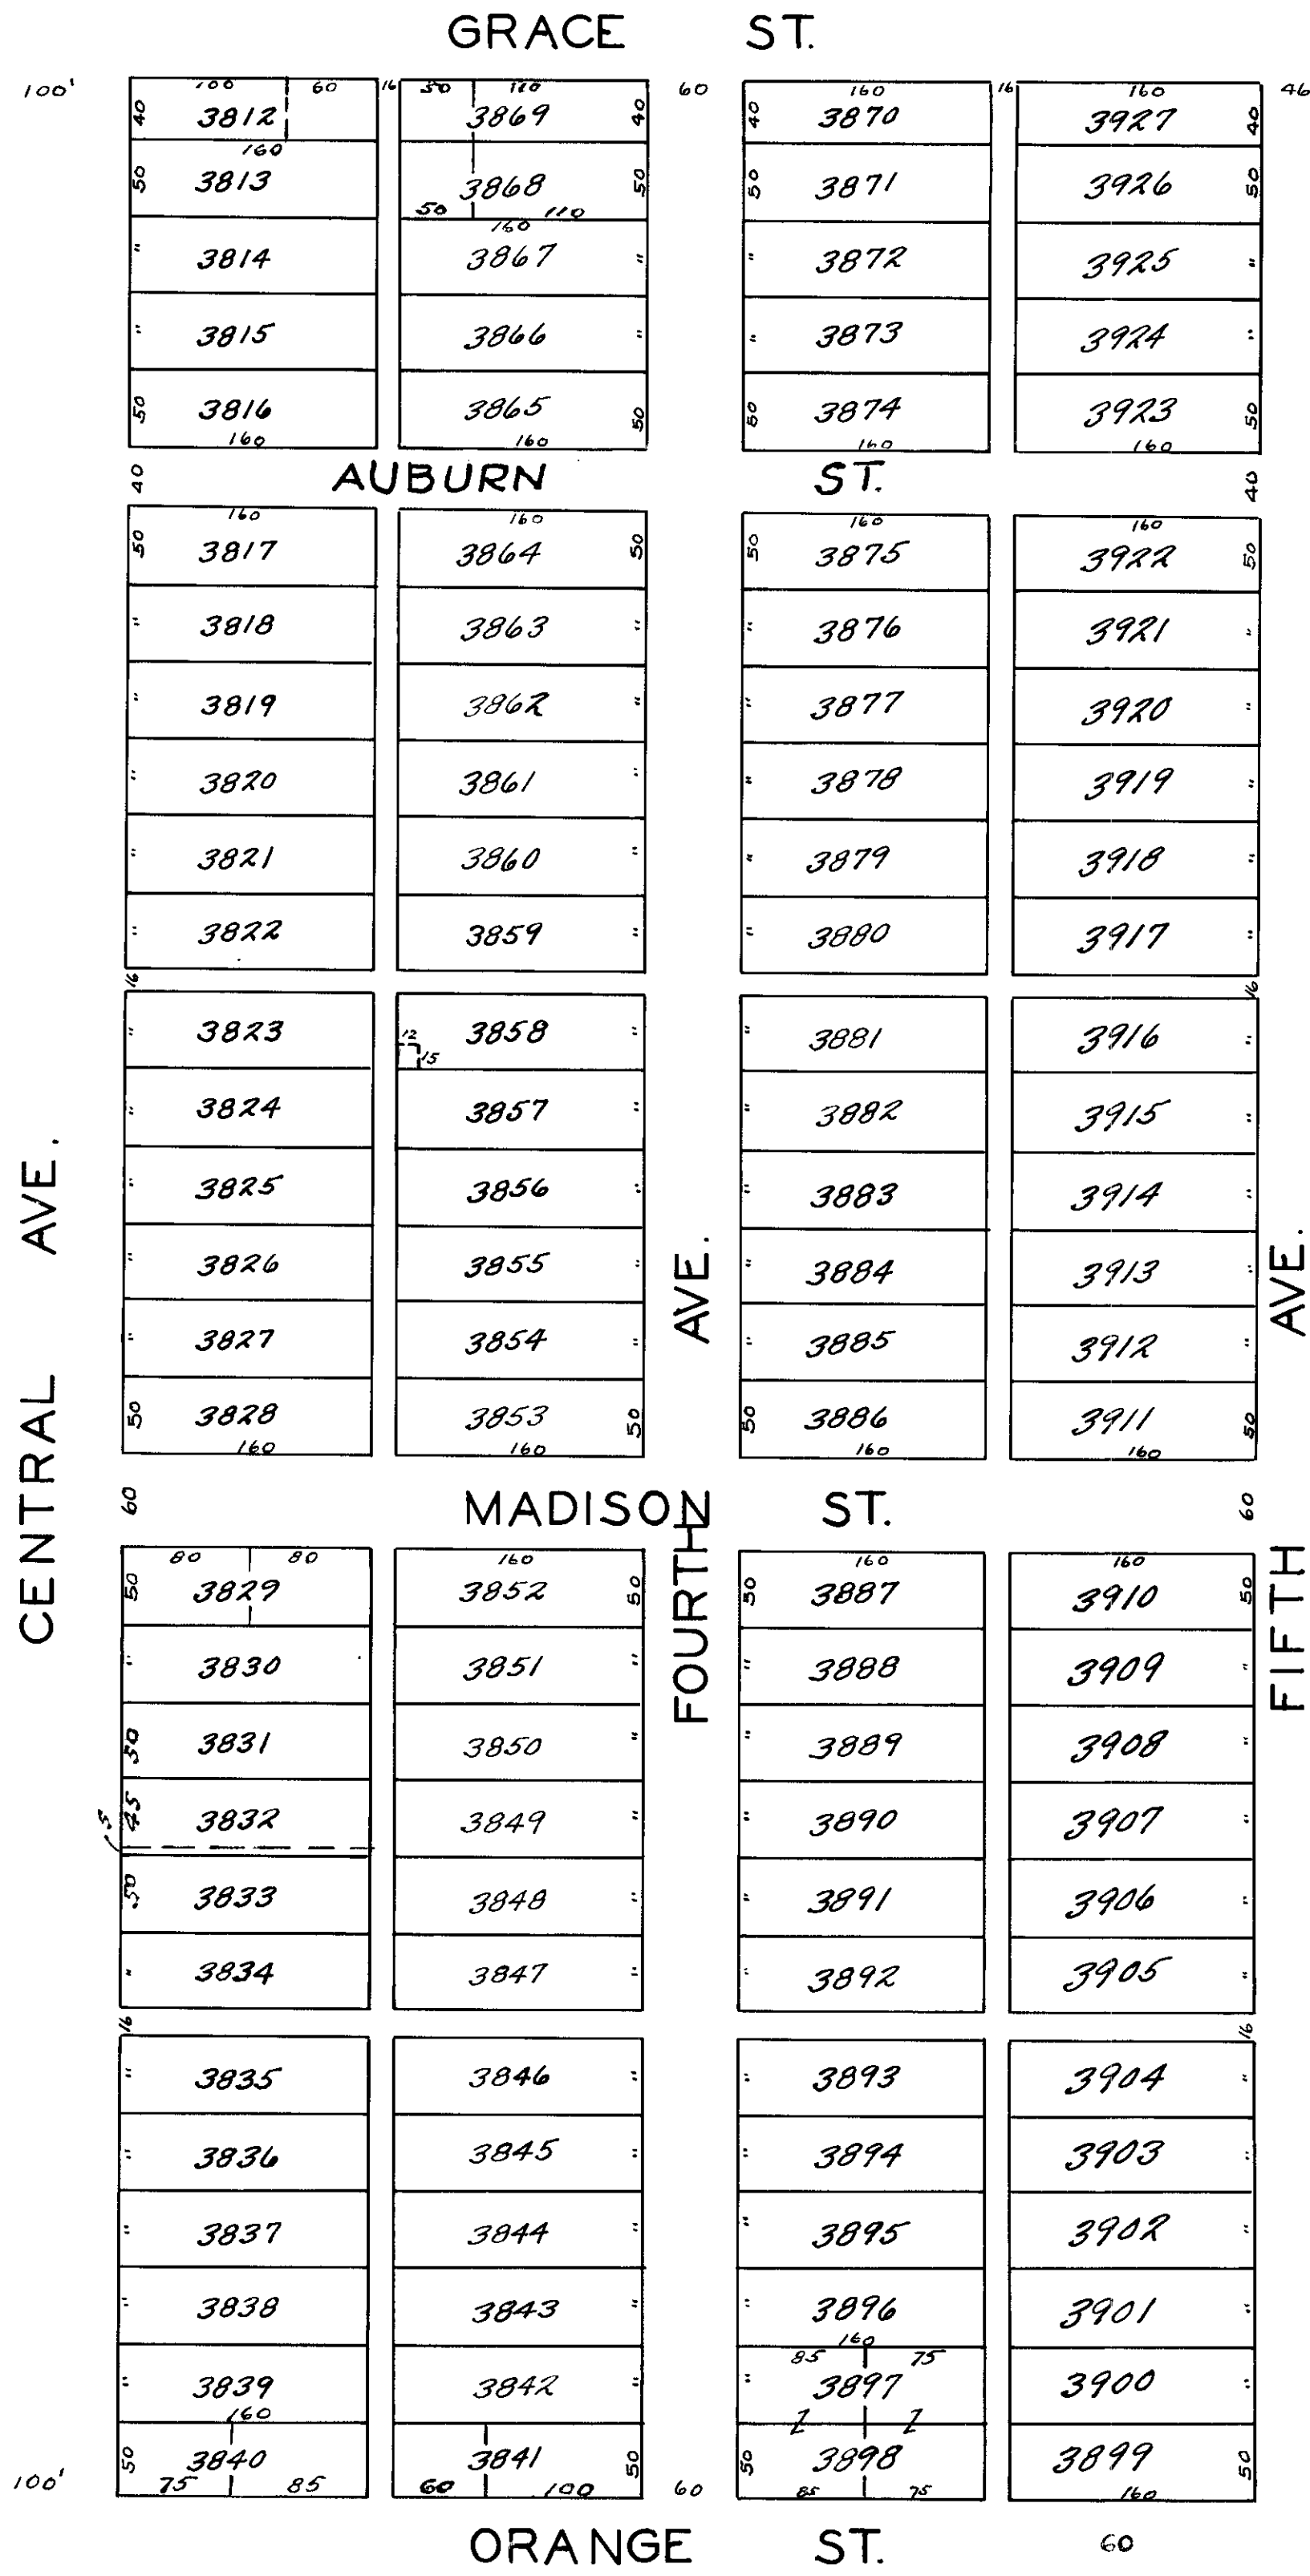 GRACE ST.
100' 100 60 16 50 110 60 160 16 160 46
40 3812 3869 40 40 3870 3927 40
160
50 3813 3868 50 50 3871 3926 50
50 110
160
" 3814 3867 " " 3872 3925 "
" 3815 3866 " " 3873 3924 "
50 3816 3865 50 50 3874 3923 50
160 160 160 160
40 AUBURN ST. 40
160 160 160 160
50 3817 3864 50 50 3875 3922 50
" 3818 3863 " " 3876 3921 "
" 3819 3862 " " 3877 3920 "
" 3820 3861 " " 3878 3919 "
" 3821 3860 " " 3879 3918 "
" 3822 3859 " " 3880 3917 "
16 16
" 3823 3858 " " 3881 3916 "
12
15
" 3824 3857 " " 3882 3915 "
" 3825 3856 " " 3883 3914 "
" 3826 3855 " " 3884 3913 "
" 3827 3854 " " 3885 3912 "
50 3828 3853 50 50 3886 3911 50
160 160 160 160
CENTRAL AVE.
FOURTH AVE.
FIFTH AVE.
60 MADISON ST. 60
80 80 160 160 160
50 3829 3852 50 50 3887 3910 50
" 3830 3851 " " 3888 3909 "
50 3831 3850 " " 3889 3908 "
45 3832 3849 " " 3890 3907 "
5
50 3833 3848 " " 3891 3906 "
" 3834 3847 " " 3892 3905 "
16 16
" 3835 3846 " " 3893 3904 "
" 3836 3845 " " 3894 3903 "
" 3837 3844 " " 3895 3902 "
" 3838 3843 " " 3896 3901 "
160
85 75
" 3839 3842 " " 3897 3900 "
160
50 3840 3841 50 50 3898 3899 50
100' 75 85 60 100 60 85 75 160
ORANGE ST. 60